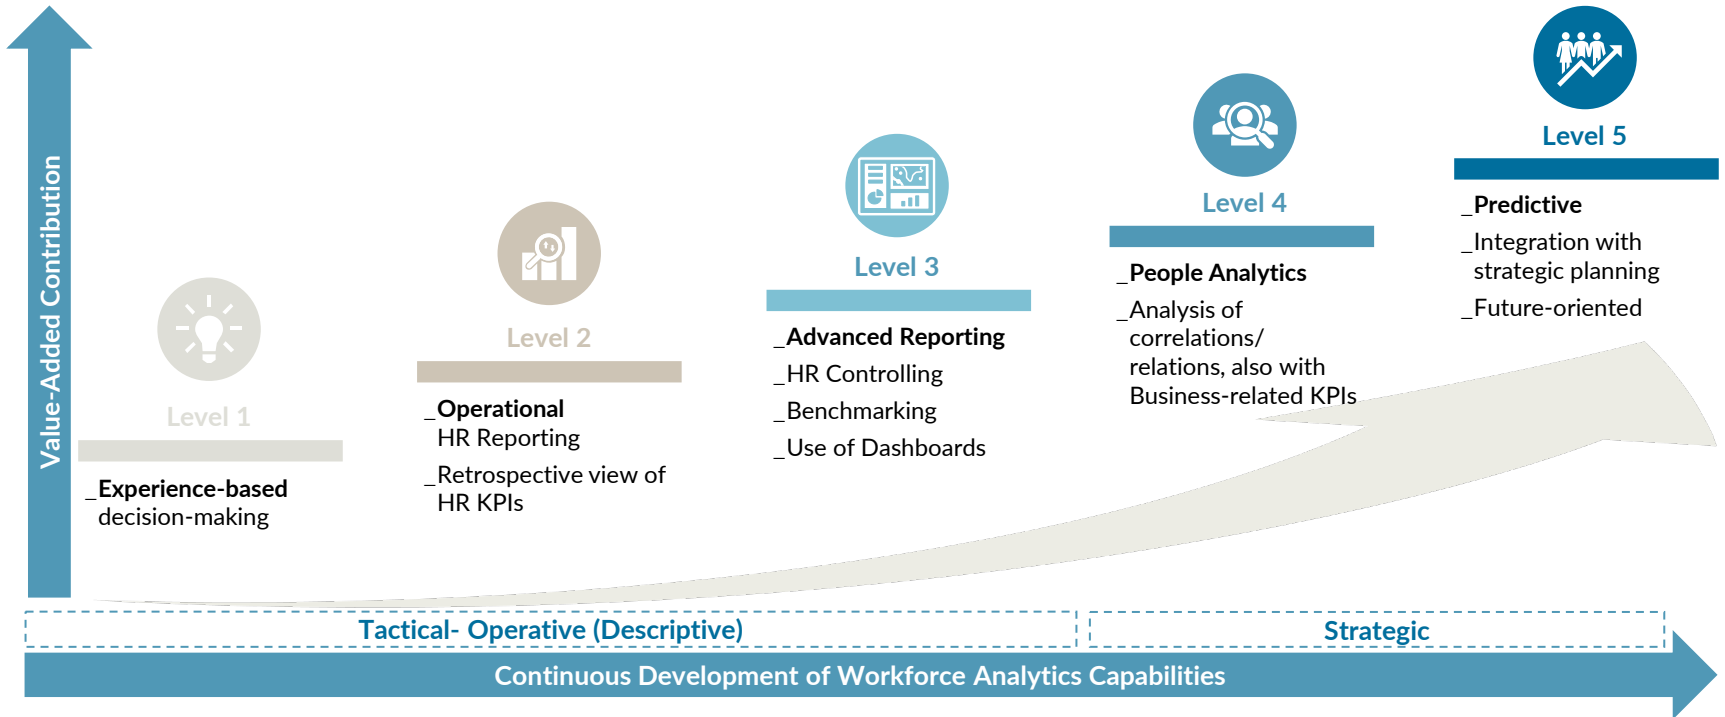 Value-Added Contribution
Level 1
_Experience-based
decision-making
Level 2
_Operational
HR Reporting
_Retrospective view of
HR KPIs
Level 3
_Advanced Reporting
_HR Controlling
_Benchmarking
_Use of Dashboards
Level 4
_People Analytics
_Analysis of
correlations/
relations, also with
Business-related KPIs
Level 5
_Predictive
_Integration with
strategic planning
_Future-oriented
Tactical- Operative (Descriptive)
Strategic
Continuous Development of Workforce Analytics Capabilities